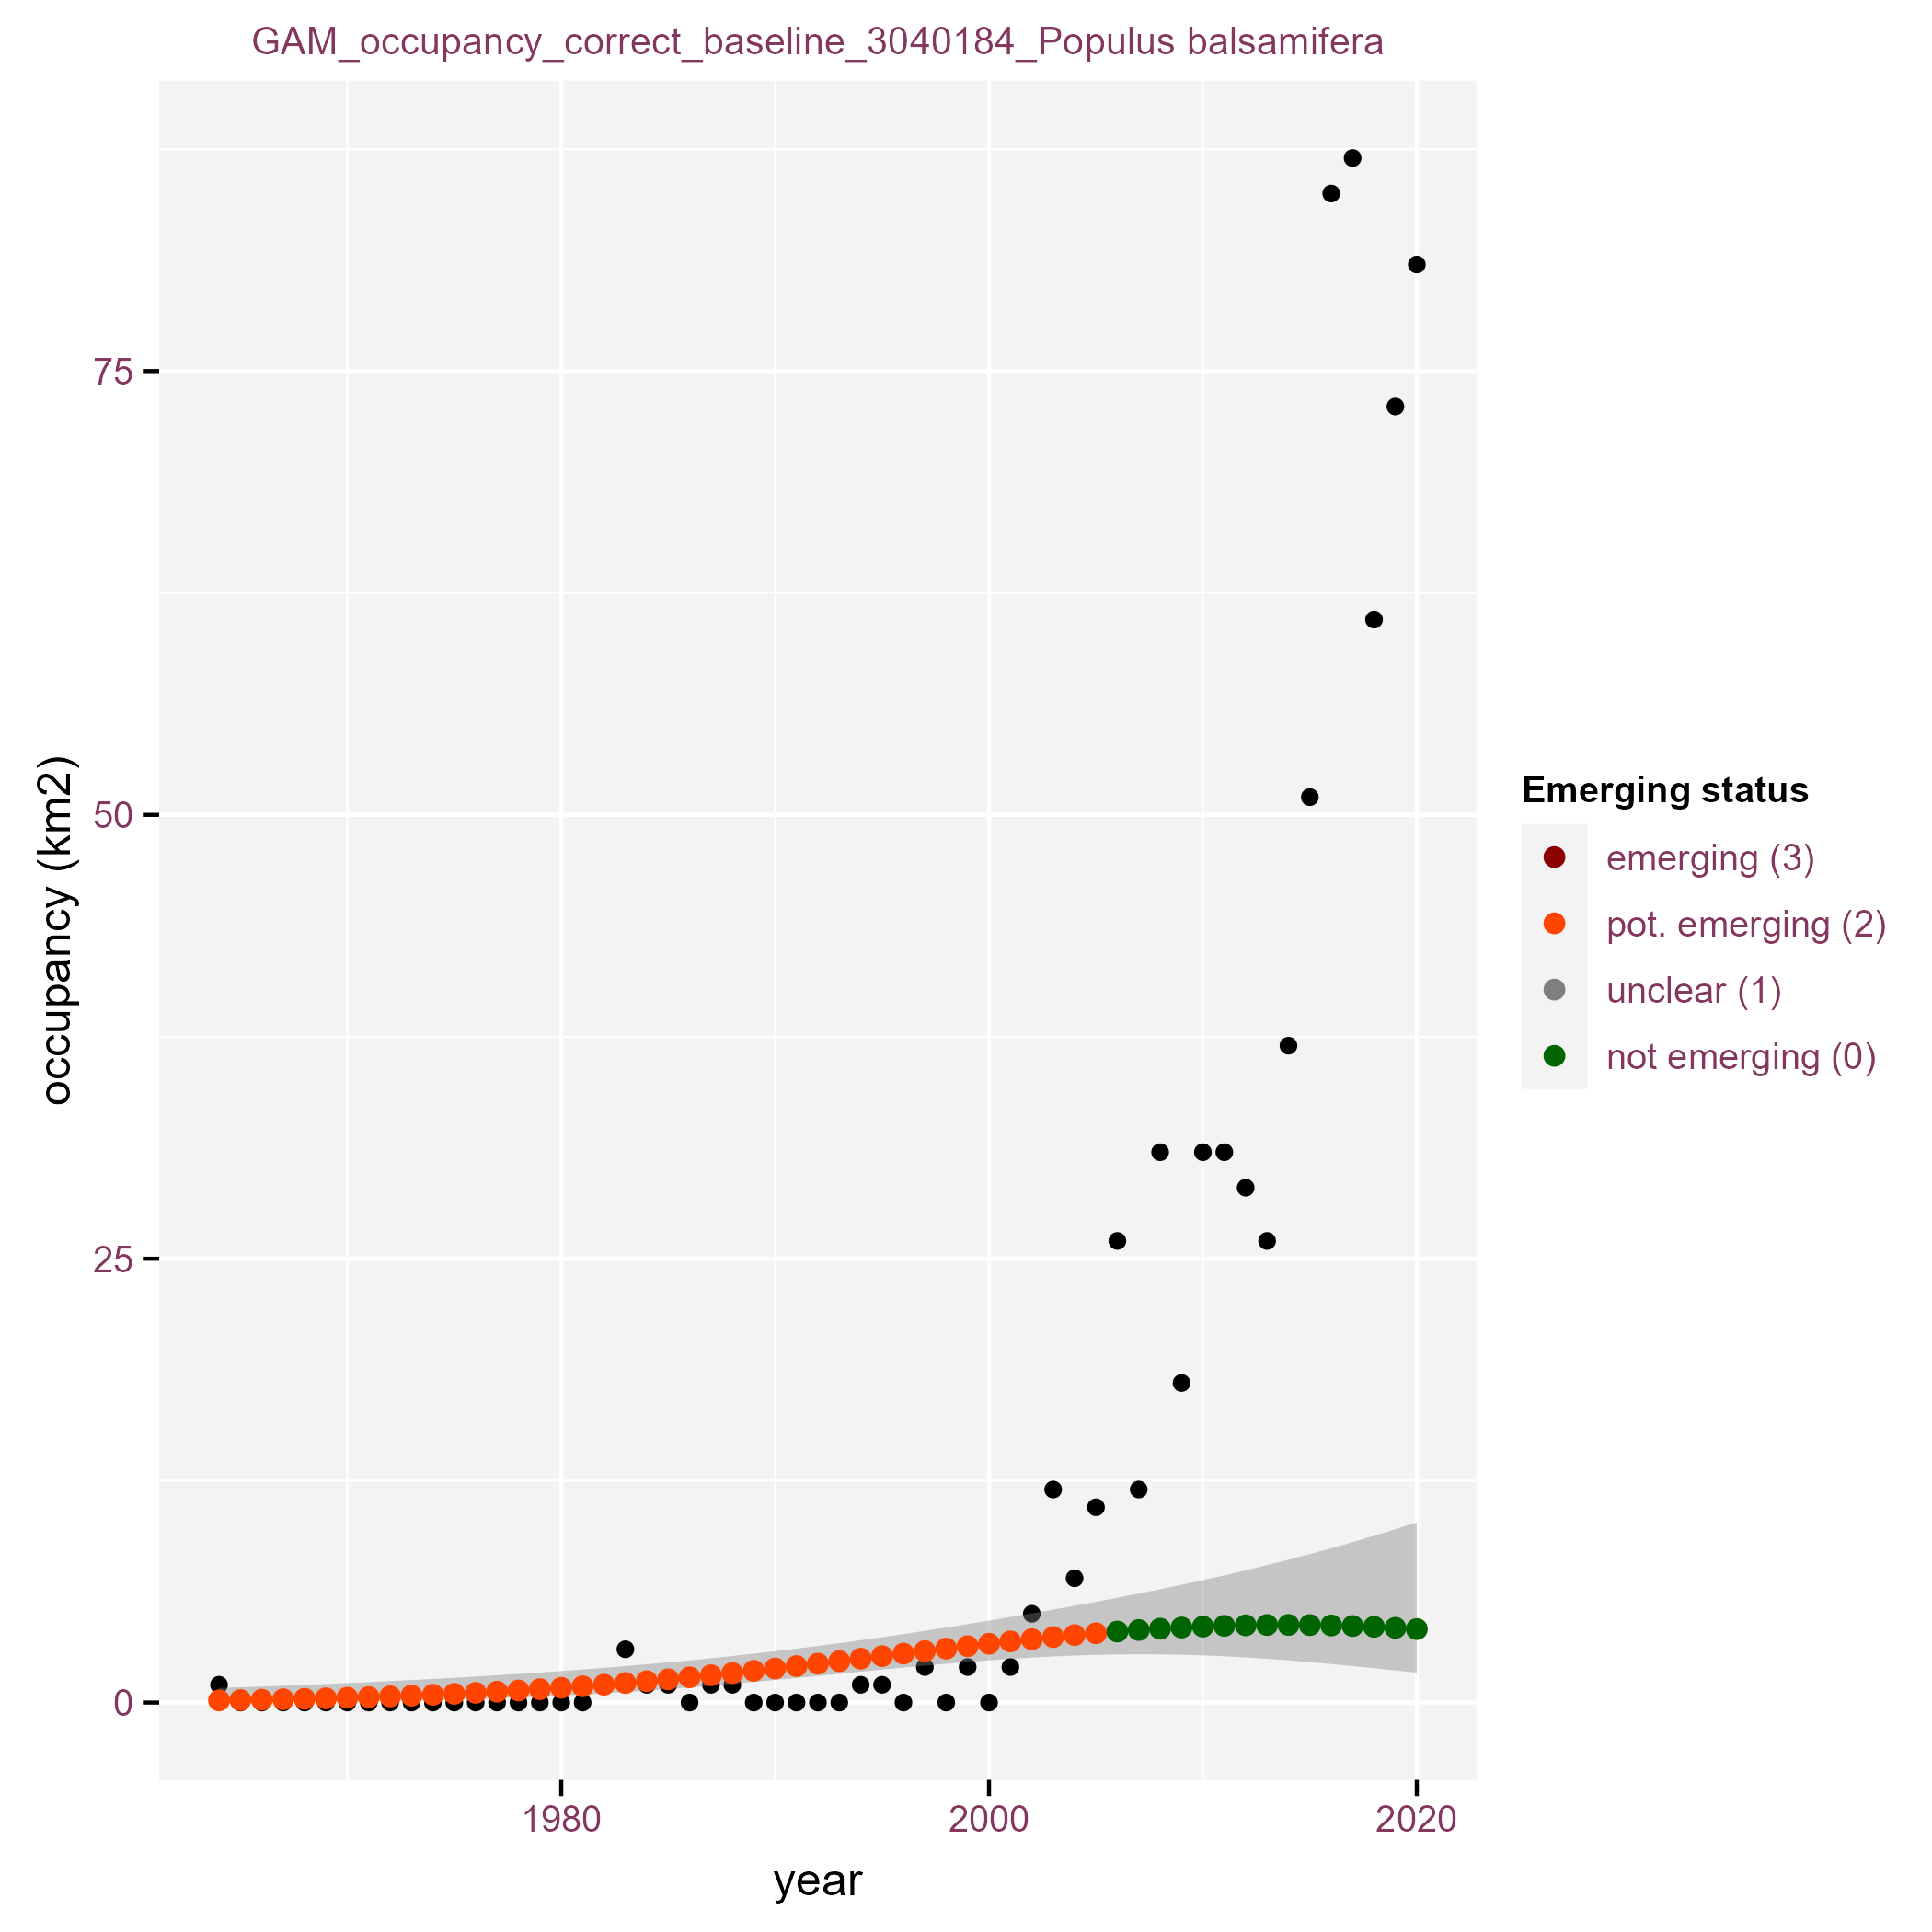 GAM_occupancy_correct_baseline_3040184_Populus balsamifera
occupancy (km2)
75
50
25
0
1980
2000
2020
year
Emerging status
emerging (3)
pot. emerging (2)
unclear (1)
not emerging (0)